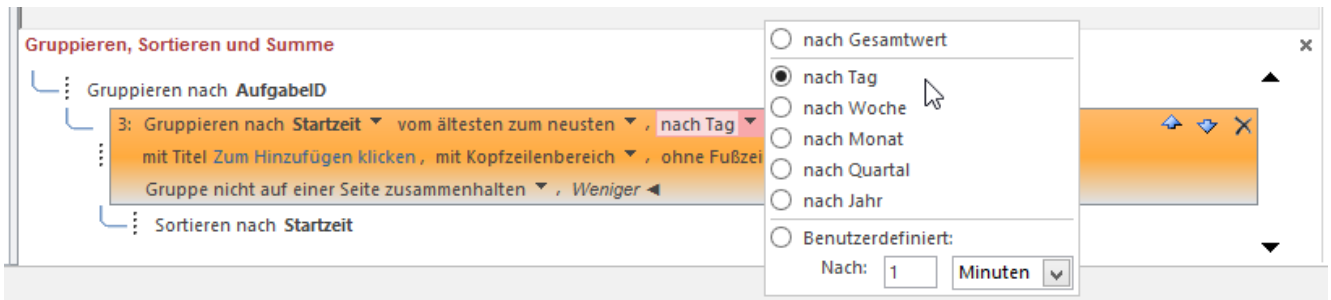 Gruppieren, Sortieren und Summe
Gruppieren nach AufgabeID
3: Gruppieren nach Startzeit vom ältesten zum neusten , nach Tag
mit Titel Zum Hinzufügen klicken , mit Kopfzeilenbereich , ohne Fußzei
Gruppe nicht auf einer Seite zusammenhalten , Weniger
Sortieren nach Startzeit
nach Gesamtwert
nach Tag
nach Woche
nach Monat
nach Quartal
nach Jahr
Benutzerdefiniert:
Nach: 1 Minuten